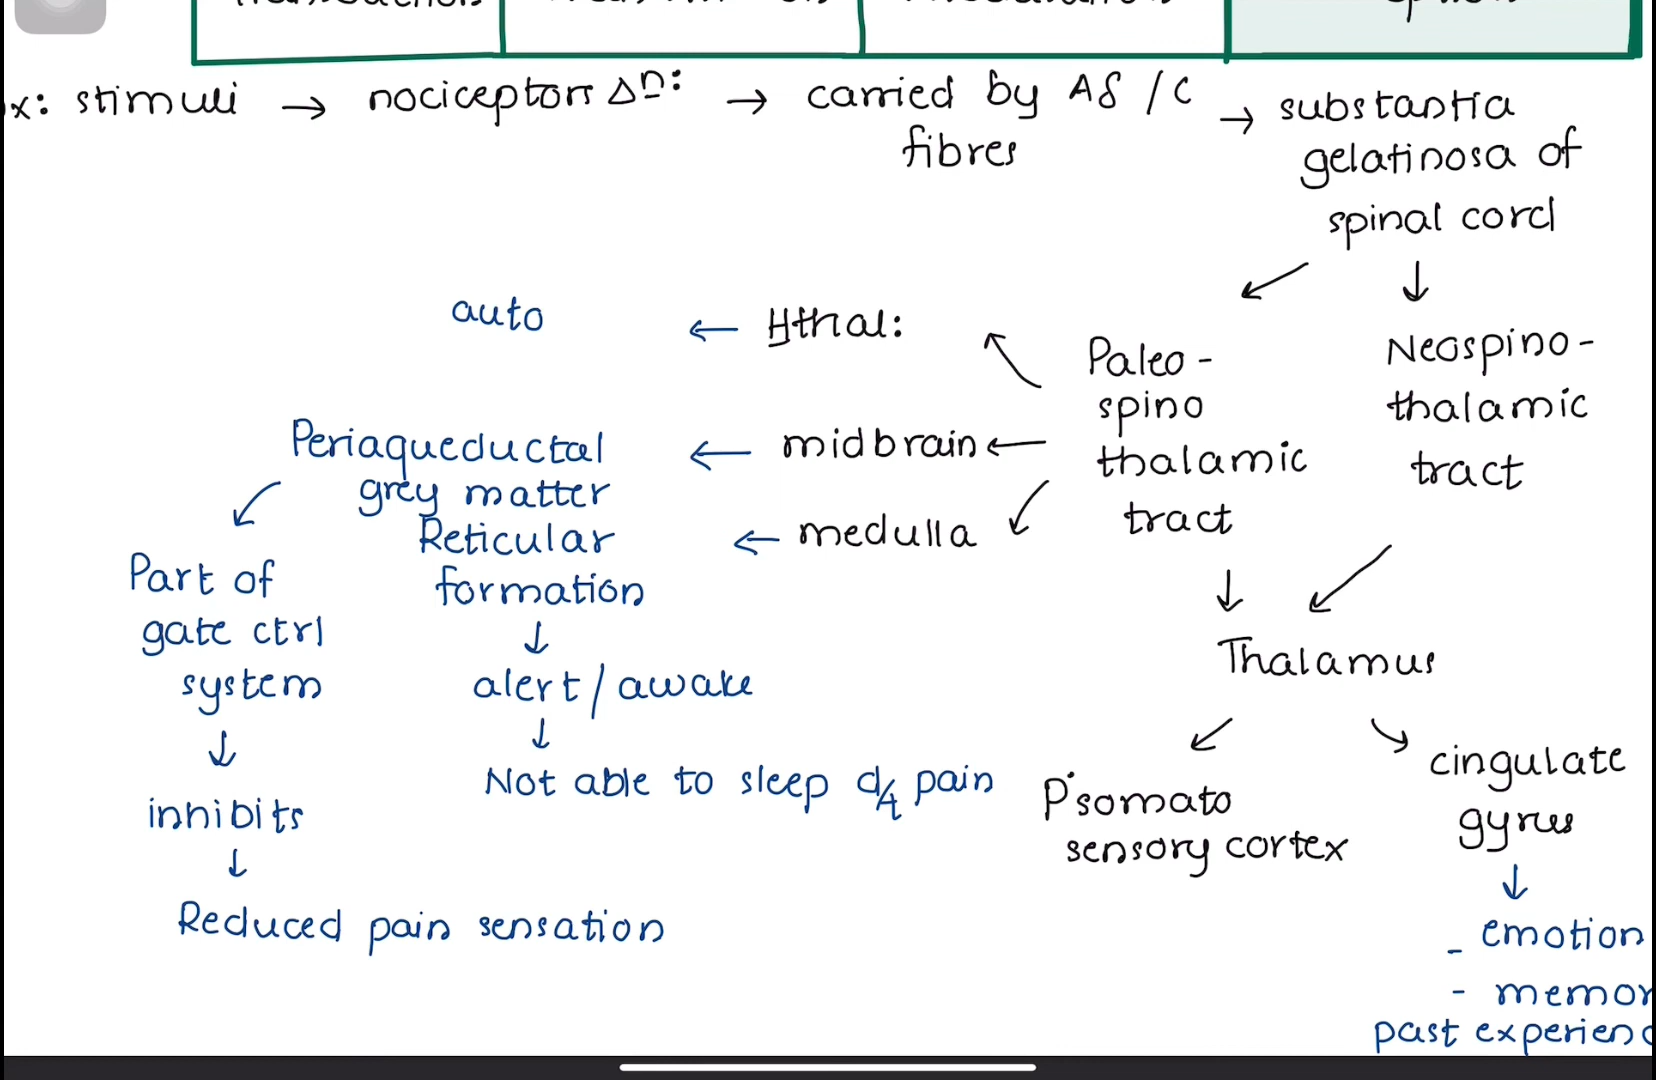 x: stimuli → nociceptors Δⁿ: → carried by Aδ / C → substantia
fibres
gelatinosa of
spinal cord
auto ← Hthal:
Paleo -
spino
thalamic
tract
Neospino -
thalamic
tract
Periaqueductal ← midbrain ←
grey matter
Reticular ← medulla
formation
Part of
gate ctrl
system
↓
inhibits
↓
Reduced pain sensation
↓
alert / awake
↓
Not able to sleep d/t pain
Thalamus
P'somato
sensory cortex
cingulate
gyrus
↓
- emotion
- memor
past experienc